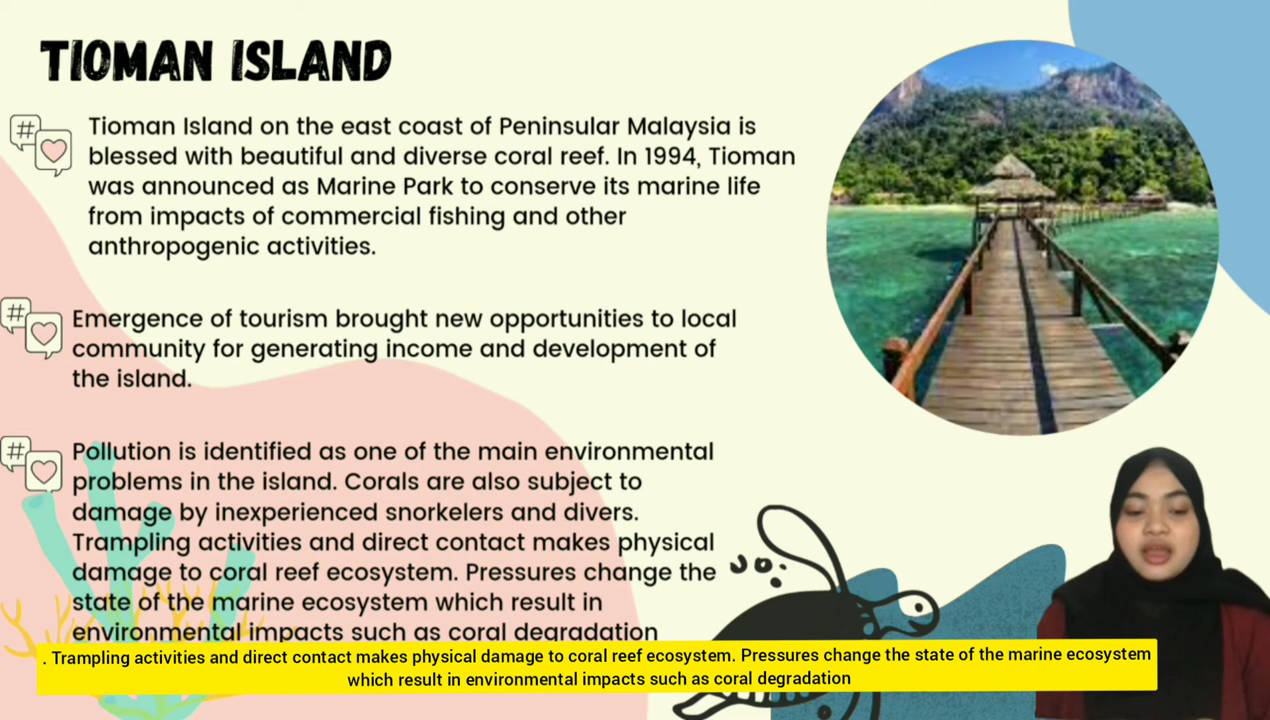 TIOMAN ISLAND
#
Tioman Island on the east coast of Peninsular Malaysia is
blessed with beautiful and diverse coral reef. In 1994, Tioman
was announced as Marine Park to conserve its marine life
from impacts of commercial fishing and other
anthropogenic activities.
#
Emergence of tourism brought new opportunities to local
community for generating income and development of
the island.
#
Pollution is identified as one of the main environmental
problems in the island. Corals are also subject to
damage by inexperienced snorkelers and divers.
Trampling activities and direct contact makes physical
damage to coral reef ecosystem. Pressures change the
state of the marine ecosystem which result in
environmental impacts such as coral degradation
. Trampling activities and direct contact makes physical damage to coral reef ecosystem. Pressures change the state of the marine ecosystem
which result in environmental impacts such as coral degradation